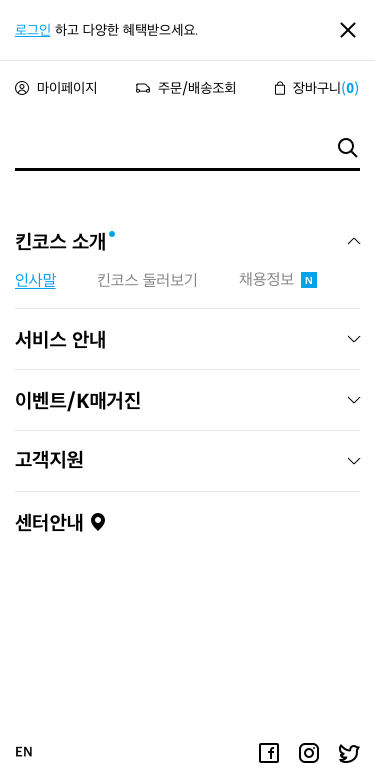 로그인 하고 다양한 혜택받으세요.
마이페이지 주문/배송조회 장바구니(0)
킨코스 소개
인사말 킨코스 둘러보기 채용정보 N
서비스 안내
이벤트/K매거진
고객지원
센터안내
EN